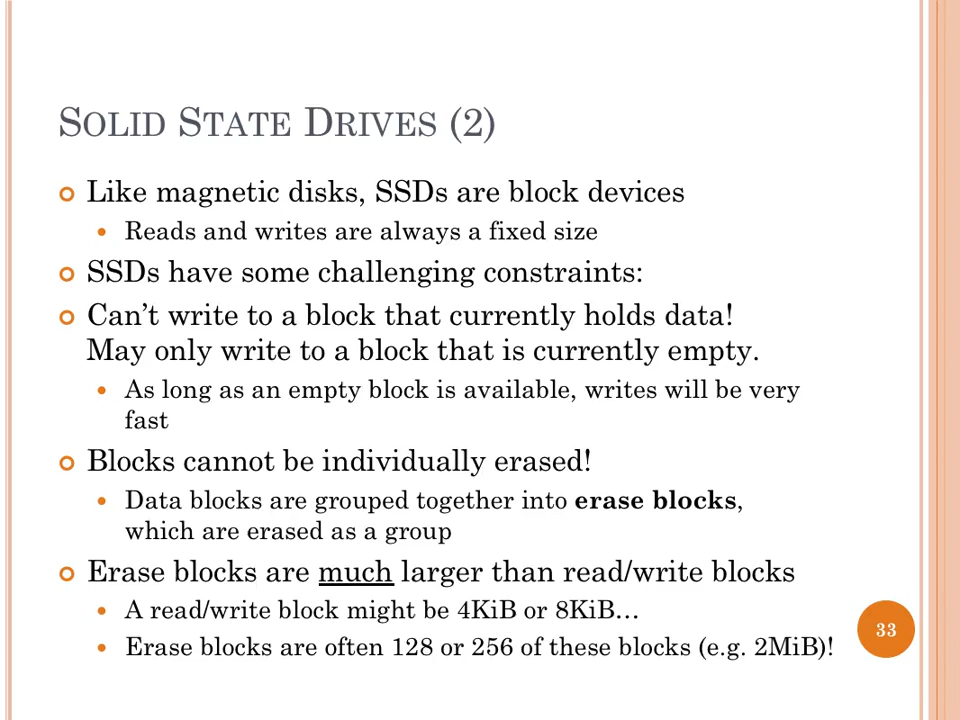 SOLID STATE DRIVES (2)
Like magnetic disks, SSDs are block devices
Reads and writes are always a fixed size
SSDs have some challenging constraints:
Can’t write to a block that currently holds data!
May only write to a block that is currently empty.
As long as an empty block is available, writes will be very
fast
Blocks cannot be individually erased!
Data blocks are grouped together into erase blocks,
which are erased as a group
Erase blocks are much larger than read/write blocks
A read/write block might be 4KiB or 8KiB…
Erase blocks are often 128 or 256 of these blocks (e.g. 2MiB)!
33